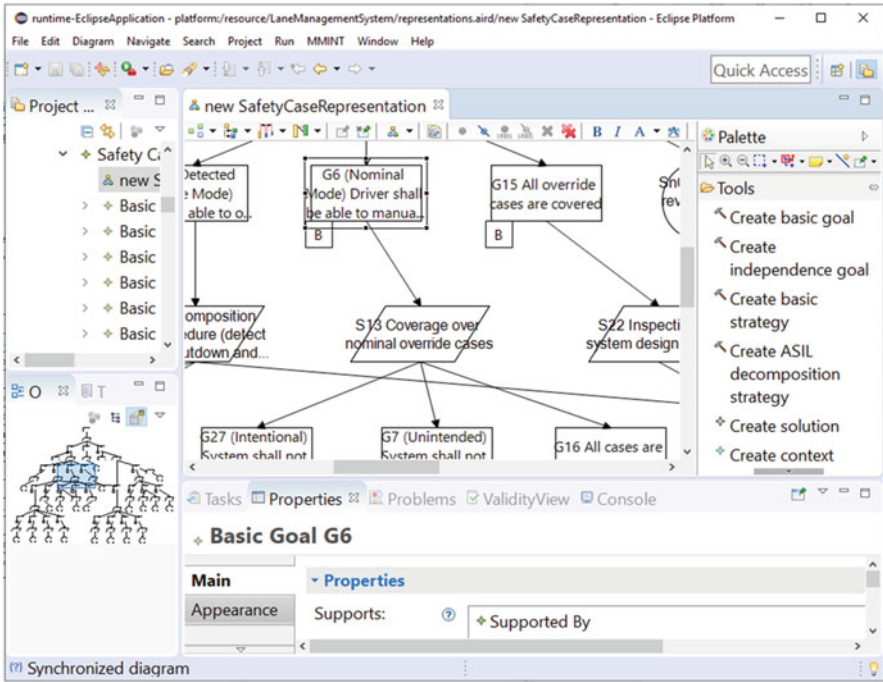 runtime-EclipseApplication - platform:/resource/LaneManagementSystem/representations.aird/new SafetyCaseRepresentation - Eclipse Platform
File Edit Diagram Navigate Search Project Run MMINT Window Help
Quick Access
Project ...
Safety Ca
new S
Basic
Basic
Basic
Basic
Basic
Basic
O T
new SafetyCaseRepresentation
B I A
Detected
e Mode)
able to o..
G6 (Nominal
Mode) Driver shall
be able to manua..
B
G15 All override
cases are covered
B
rev
omposition
edure (detect
utdown and...
S13 Coverage over
nominal override cases
S22 Inspecti
system design
G27 (Intentional)
System shall not
G7 (Unintended)
System shall not
G16 All cases are
Palette
Tools
Create basic goal
Create
independence goal
Create basic
strategy
Create ASIL
decomposition
strategy
Create solution
Create context
Tasks Properties Problems ValidityView Console
Basic Goal G6
Main
Appearance
Properties
Supports:
Supported By
Synchronized diagram